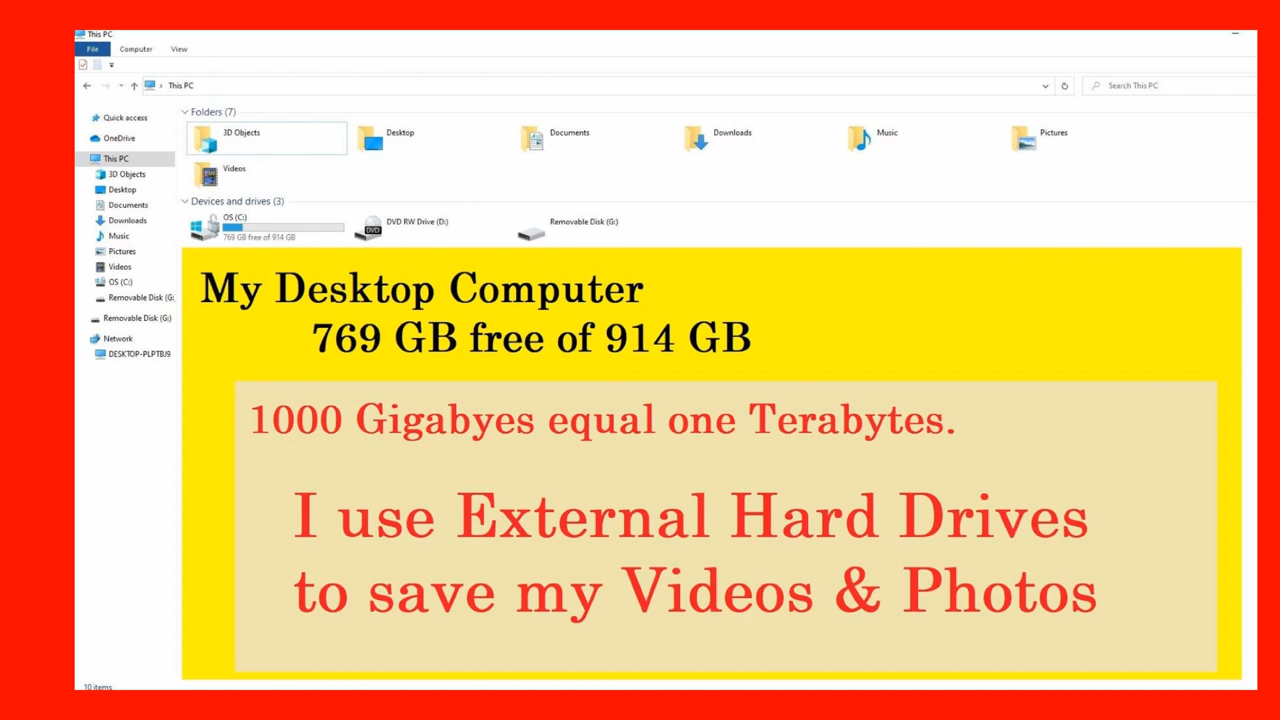 This PC
File Computer View
This PC
Search This PC
Quick access
OneDrive
This PC
3D Objects
Desktop
Documents
Downloads
Music
Pictures
Videos
OS (C:)
Removable Disk (G:
Removable Disk (G:)
Network
DESKTOP-PLPTBJ9
Folders (7)
3D Objects
Desktop
Documents
Downloads
Music
Pictures
Videos
Devices and drives (3)
OS (C:)
769 GB free of 914 GB
DVD RW Drive (D:)
DVD
Removable Disk (G:)
My Desktop Computer
769 GB free of 914 GB
1000 Gigabyes equal one Terabytes.
I use External Hard Drives
to save my Videos & Photos
10 items